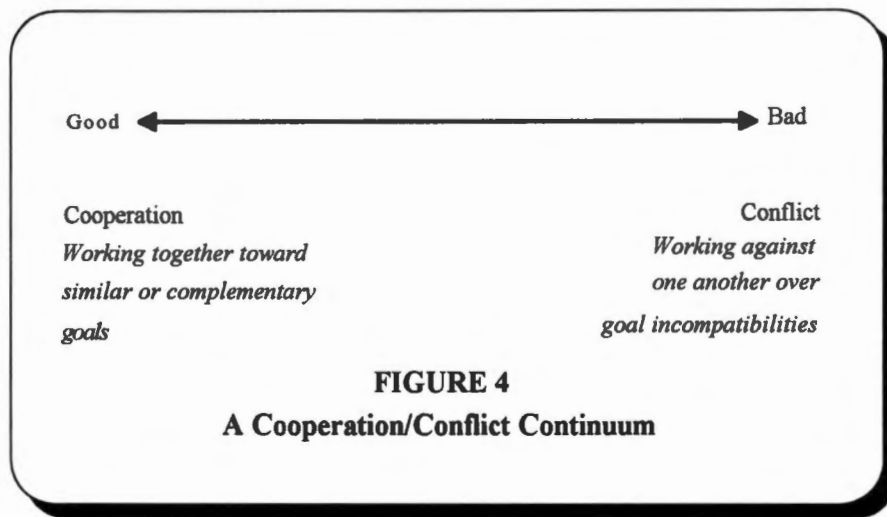 Good Bad
Cooperation
Working together toward
similar or complementary
goals
Conflict
Working against
one another over
goal incompatibilities
FIGURE 4
A Cooperation/Conflict Continuum